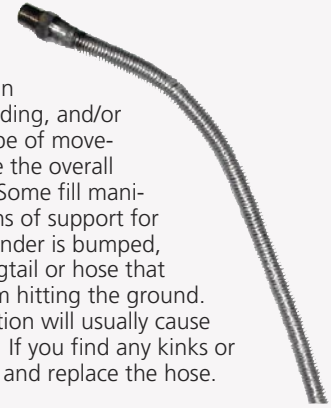 n
ding, and/or
pe of move-
e the overall
Some fill mani-
ns of support for
nder is bumped,
gtail or hose that
m hitting the ground.
tion will usually cause
If you find any kinks or
and replace the hose.